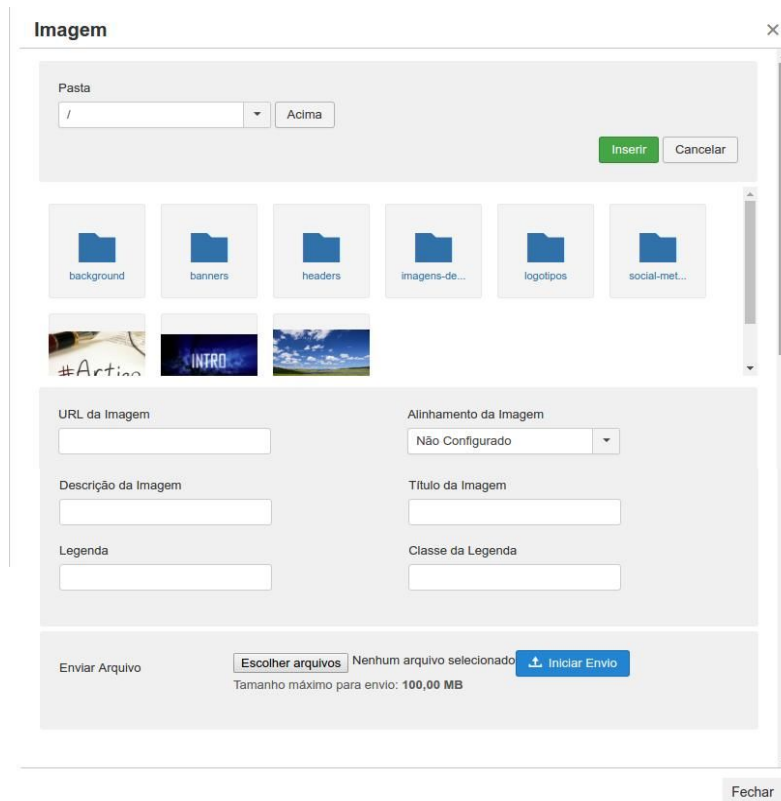 Imagem
×
Pasta
/
Acima
Inserir
Cancelar
background
banners
headers
imagens-de...
logotipos
social-met...
#Artigo
INTRO
URL da Imagem
Alinhamento da Imagem
Não Configurado
Descrição da Imagem
Título da Imagem
Legenda
Classe da Legenda
Enviar Arquivo
Escolher arquivos Nenhum arquivo selecionado
Iniciar Envio
Tamanho máximo para envio: 100,00 MB
Fechar